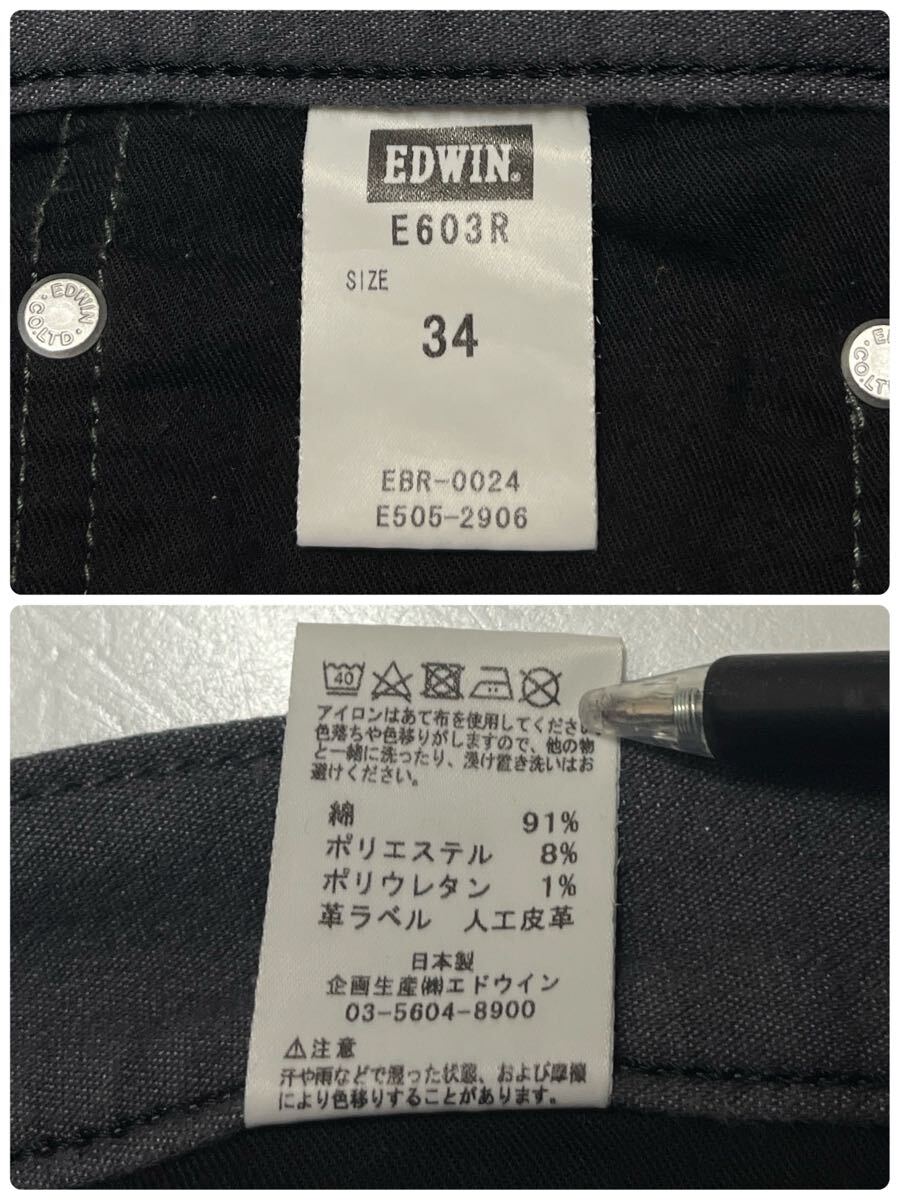 EDWIN.
E603R
SIZE
34
EBR-0024
E505-2906
EDWIN
CO.LTD
40
アイロンはあて布を使用してください。
色落ちや色移りがしますので、他の物
と一緒に洗ったり、漬け置き洗いはお
避けください。
綿 91%
ポリエステル 8%
ポリウレタン 1%
革ラベル 人工皮革
日本製
企画生産㈱エドウイン
03-5604-8900
⚠注意
汗や雨などで湿った状態、および摩擦
により色移りすることがあります。